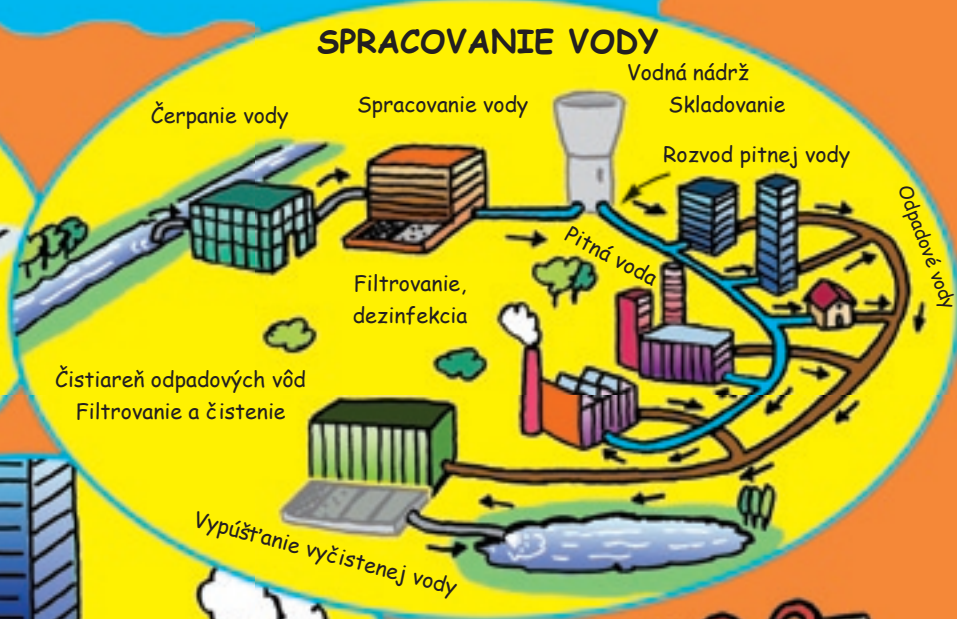 SPRACOVANIE VODY
Vodná nádrž
Skladovanie
Čerpanie vody
Spracovanie vody
Rozvod pitnej vody
Odpadové vody
Pitná voda
Filtrovanie,
dezinfekcia
Čistiareň odpadových vôd
Filtrovanie a čistenie
Vypúšťanie vyčistenej vody